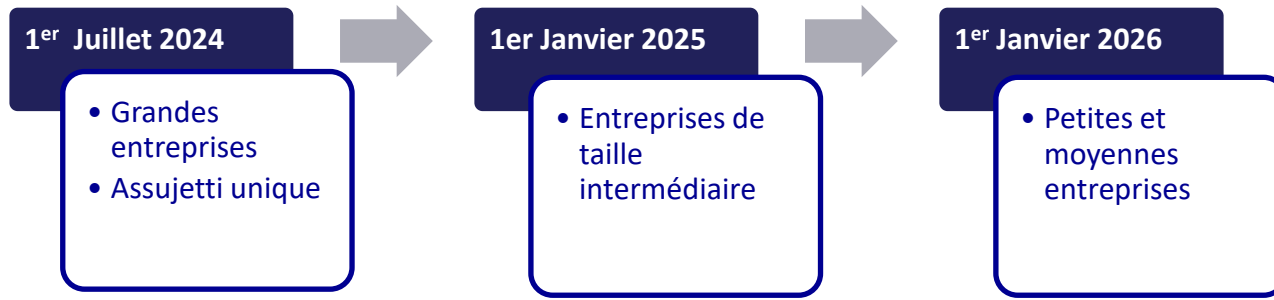 1er Juillet 2024
• Grandes
entreprises
• Assujetti unique
1er Janvier 2025
• Entreprises de
taille
intermédiaire
1er Janvier 2026
• Petites et
moyennes
entreprises